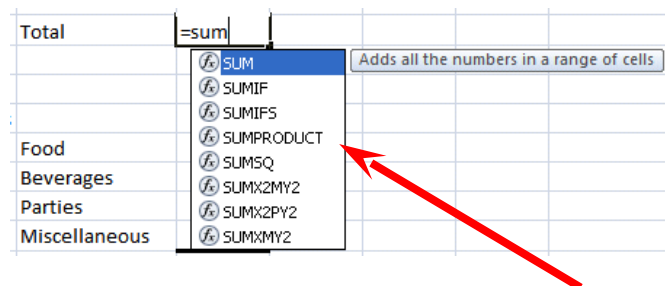 Total =sum
SUM Adds all the numbers in a range of cells
SUMIF
SUMIFS
SUMPRODUCT
SUMSQ
SUMX2MY2
SUMX2PY2
SUMXMY2
Food
Beverages
Parties
Miscellaneous